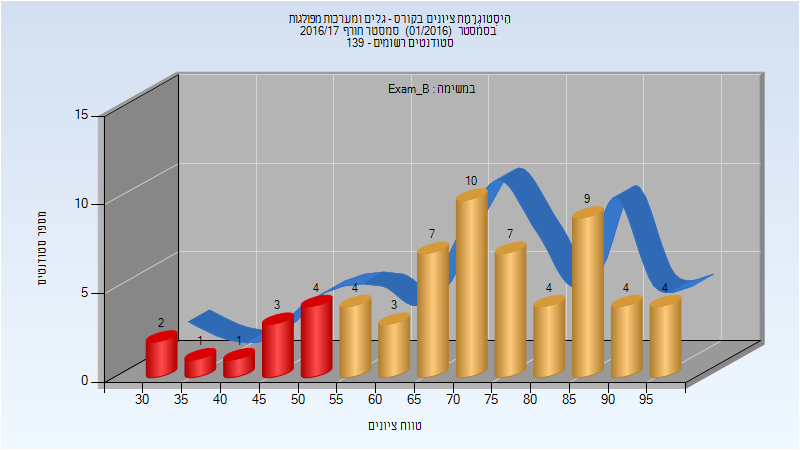 היסטוגרמת ציונים בקורס - גלים ומערכות מפולגות
בסמסטר (01/2016) סמסטר חורף 2016/17
סטודנטים רשומים - 139
במשימה : Exam_B
מספר סטודנטים
15
10
5
0
2
1
1
3
4
4
3
7
10
7
4
9
4
4
30 35 40 45 50 55 60 65 70 75 80 85 90 95
טווח ציונים